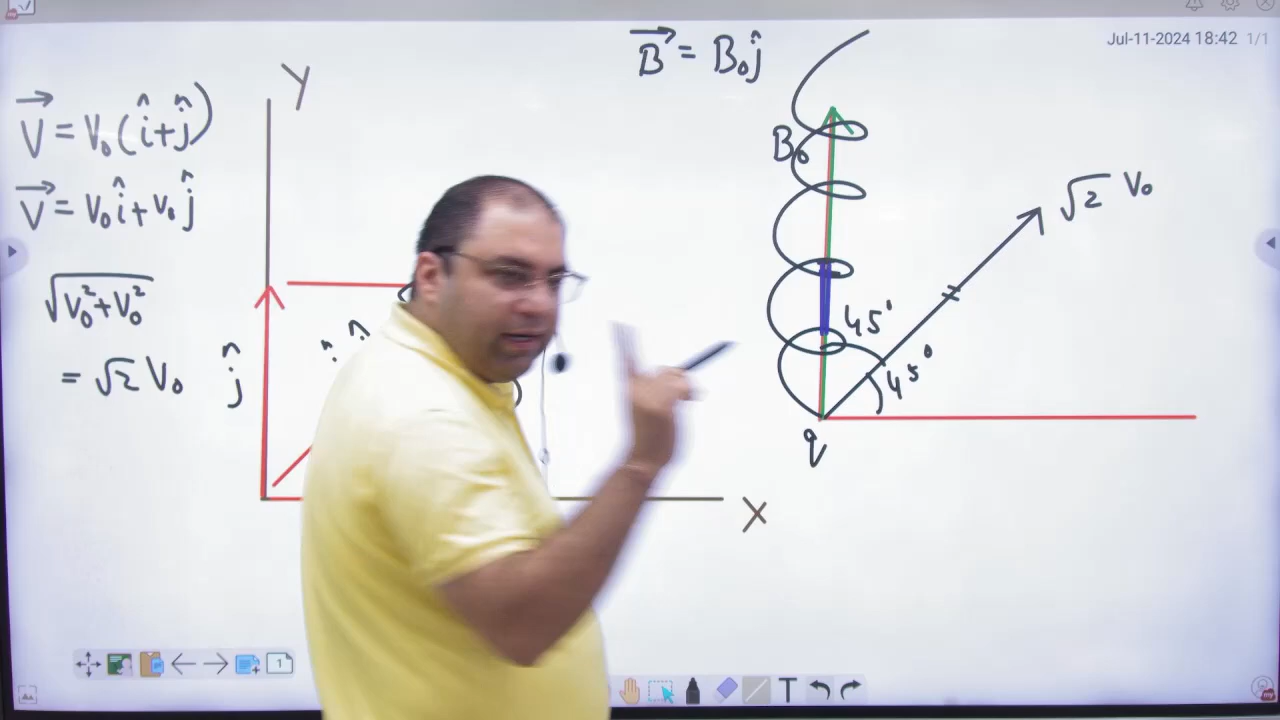 Jul-11-2024 18:42 1/1
B⃗ = B₀ĵ
Y
V⃗ = V₀(î+ĵ)
V⃗ = V₀î+V₀ĵ
√V₀²+V₀²
= √2 V₀
ĵ
X
B₀
√2 V₀
45°
45°
q
1
T